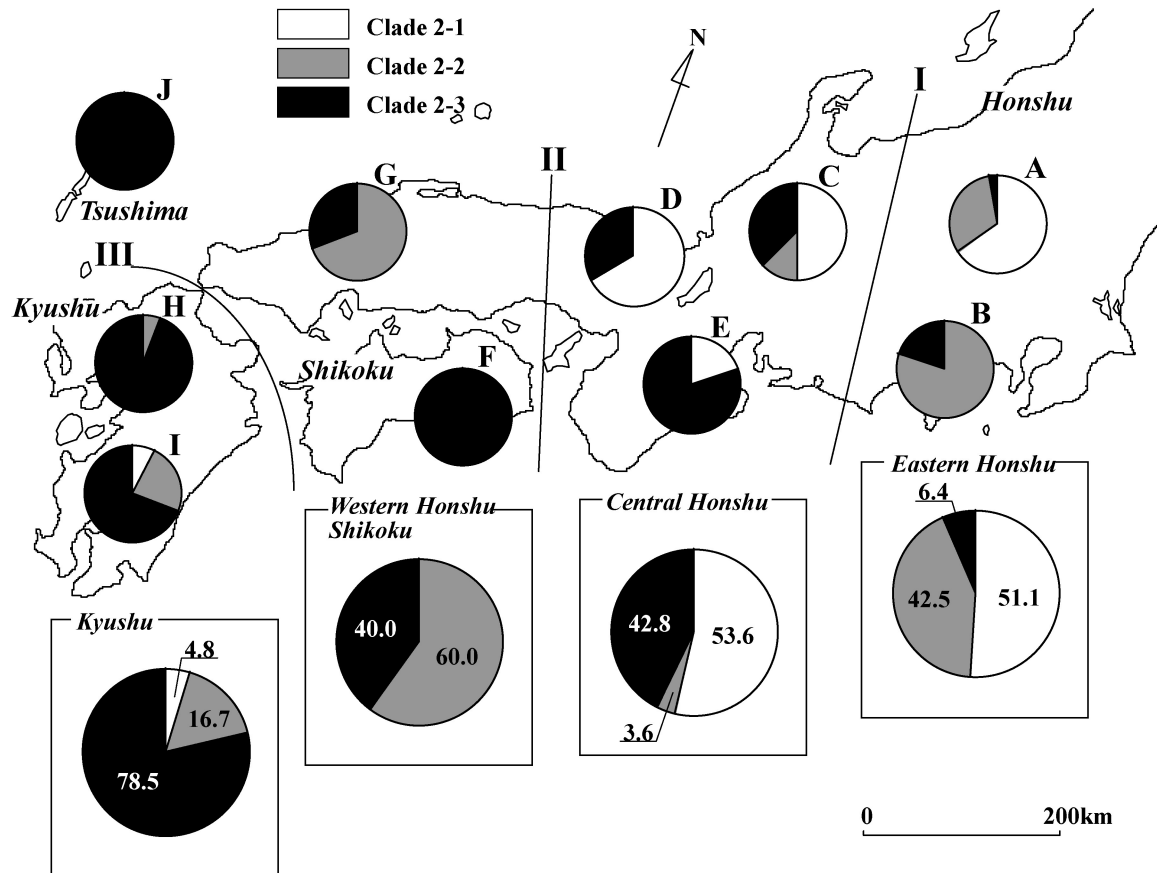 Clade 2-1
Clade 2-2
Clade 2-3
N
I
Honshu
J
Tsushima
II
G
D
C
A
III
Kyushu
H
Shikoku
F
E
B
I
Western Honshu
Shikoku
40.0
60.0
Central Honshu
42.8
53.6
3.6
Eastern Honshu
6.4
42.5
51.1
Kyushu
4.8
16.7
78.5
0 200km